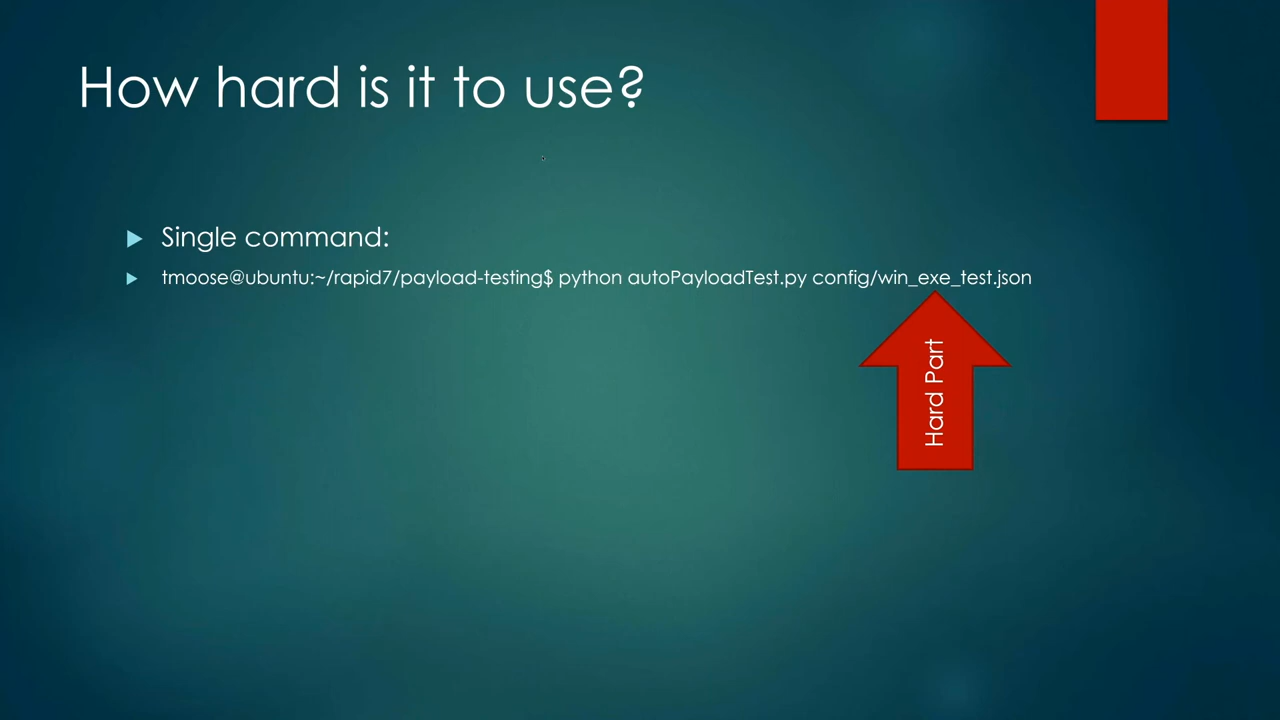 How hard is it to use?
Single command:
tmoose@ubuntu:~/rapid7/payload-testing$ python autoPayloadTest.py config/win_exe_test.json
Hard Part